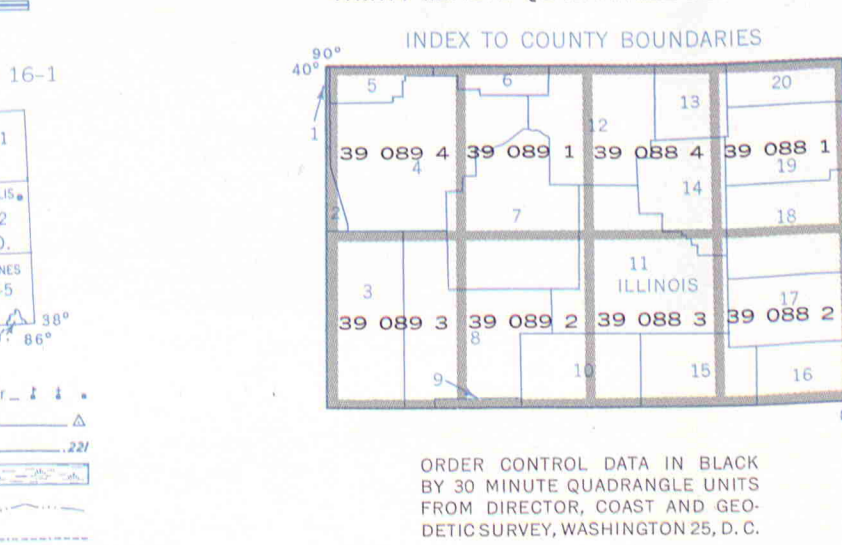 INDEX TO COUNTY BOUNDARIES
90°
40°
16-1
5
6
20
13
1
1
12
39 089 4
39 089 1
39 088 4
39 088 1
4
19
14
2
2
7
18
11
ILLINOIS
3
17
39 089 3
39 089 2
39 088 3
39 088 2
38°
86°
8
9
10
15
16
.221
ORDER CONTROL DATA IN BLACK
BY 30 MINUTE QUADRANGLE UNITS
FROM DIRECTOR, COAST AND GEO-
DETIC SURVEY, WASHINGTON 25, D. C.